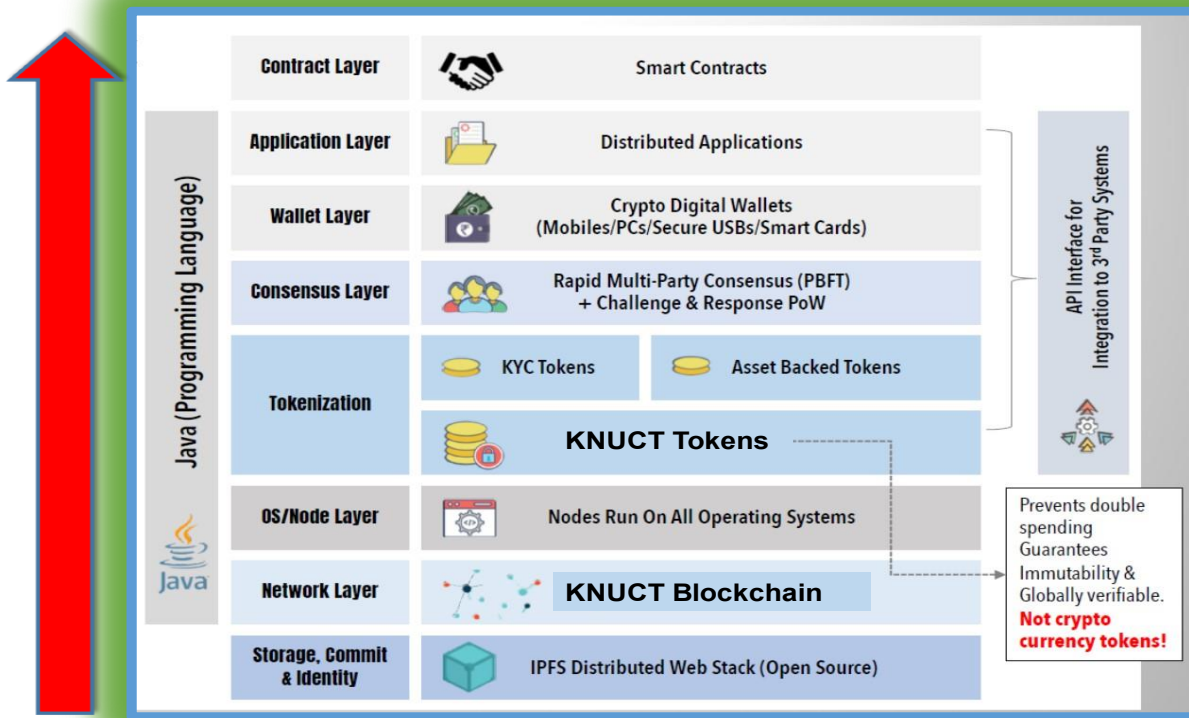 Contract Layer
Smart Contracts
Application Layer
Distributed Applications
Wallet Layer
Crypto Digital Wallets
(Mobiles/PCs/Secure USBs/Smart Cards)
Consensus Layer
Rapid Multi-Party Consensus (PBFT)
+ Challenge & Response PoW
Tokenization
KYC Tokens
Asset Backed Tokens
KNUCT Tokens
OS/Node Layer
Nodes Run On All Operating Systems
Network Layer
KNUCT Blockchain
Storage, Commit
& Identity
IPFS Distributed Web Stack (Open Source)
Java (Programming Language)
Java
API Interface for
Integration to 3rd Party Systems
Prevents double
spending
Guarantees
Immutability &
Globally verifiable.
Not crypto
currency tokens!